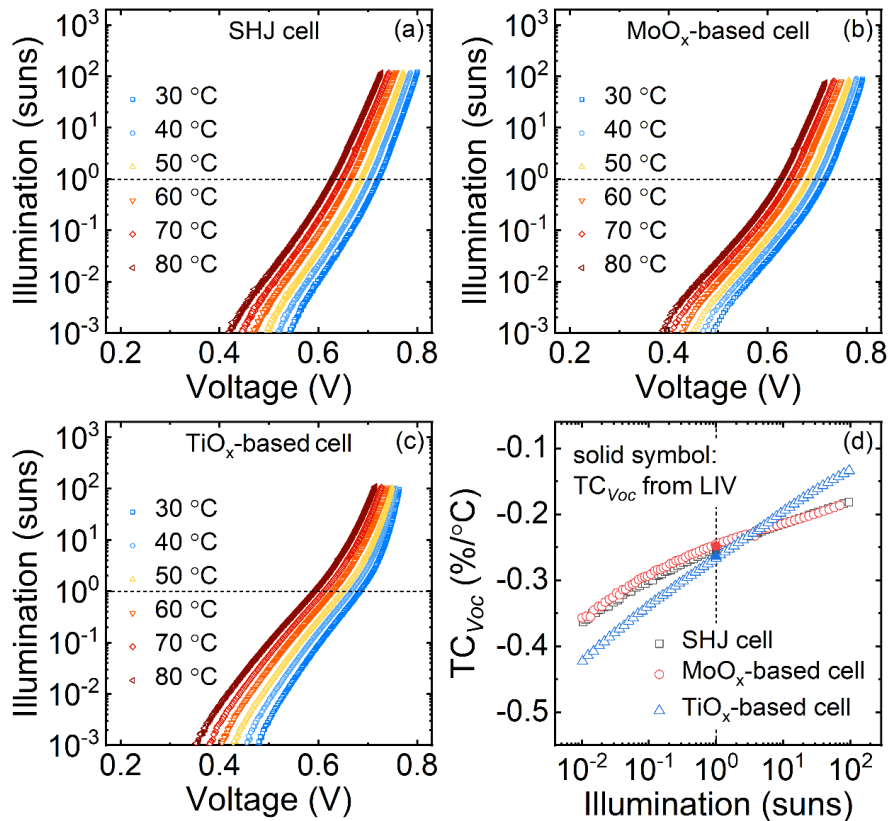 SHJ cell (a)
10³
10²
10¹
10⁰
10⁻¹
10⁻²
10⁻³
Illumination (suns)
30 °C
40 °C
50 °C
60 °C
70 °C
80 °C
0.2 0.4 0.6 0.8
Voltage (V)
MoOₓ-based cell (b)
10³
10²
10¹
10⁰
10⁻¹
10⁻²
10⁻³
Illumination (suns)
30 °C
40 °C
50 °C
60 °C
70 °C
80 °C
0.2 0.4 0.6 0.8
Voltage (V)
TiOₓ-based cell (c)
10³
10²
10¹
10⁰
10⁻¹
10⁻²
10⁻³
Illumination (suns)
30 °C
40 °C
50 °C
60 °C
70 °C
80 °C
0.2 0.4 0.6 0.8
Voltage (V)
(d)
solid symbol:
TC_Voc from LIV
-0.1
-0.2
-0.3
-0.4
-0.5
TC_Voc (%/°C)
SHJ cell
MoOₓ-based cell
TiOₓ-based cell
10⁻² 10⁻¹ 10⁰ 10¹ 10²
Illumination (suns)